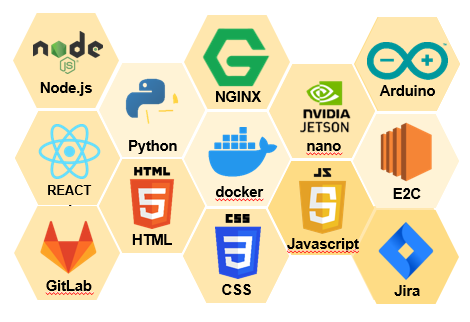 node
JS
Node.js
Python
NGINX
NVIDIA
JETSON
nano
Arduino
REACT
HTML
5
HTML
docker
CSS
3
CSS
JS
5
Javascript
E2C
GitLab
Jira